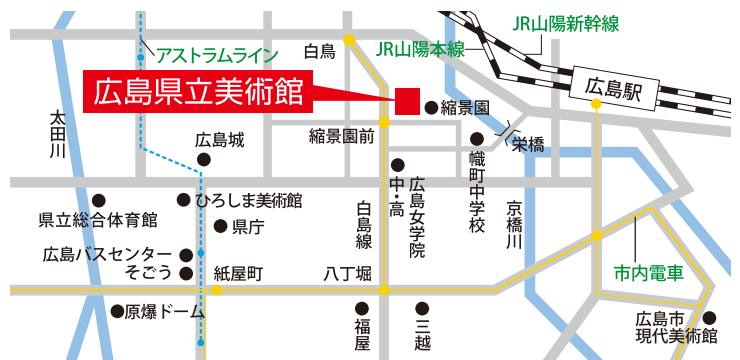 JR山陽新幹線
白鳥
JR山陽本線
アストラムライン
広島駅
広島県立美術館
縮景園
太田川
縮景園前
広島城
栄橋
幟町中学校
広島女学院
中・高
ひろしま美術館
県立総合体育館
白島線
京橋川
県庁
広島バスセンター
そごう
紙屋町
八丁堀
市内電車
原爆ドーム
福屋
三越
広島市
現代美術館